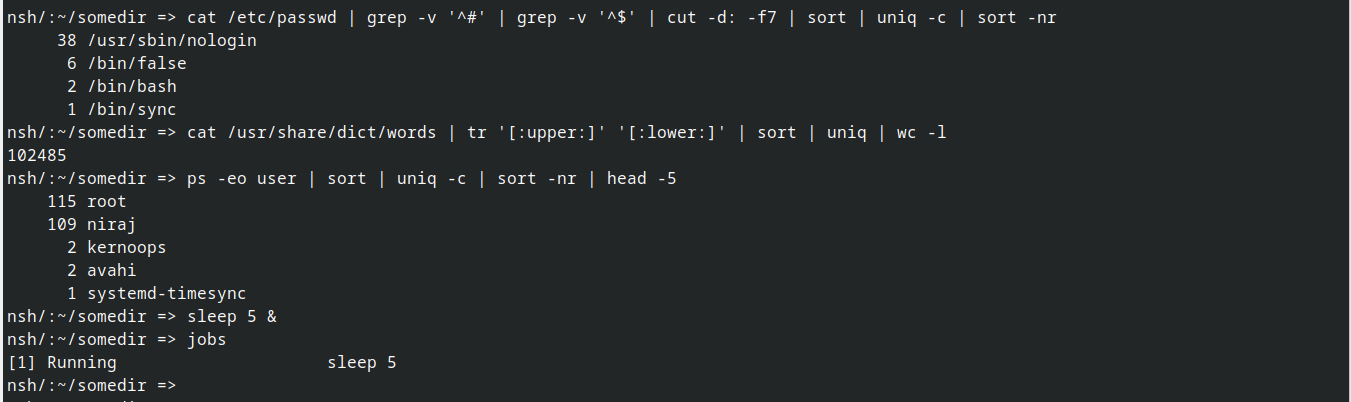 nsh/:~/somedir => cat /etc/passwd | grep -v '^#' | grep -v '^$' | cut -d: -f7 | sort | uniq -c | sort -nr
     38 /usr/sbin/nologin
      6 /bin/false
      2 /bin/bash
      1 /bin/sync
nsh/:~/somedir => cat /usr/share/dict/words | tr '[:upper:]' '[:lower:]' | sort | uniq | wc -l
102485
nsh/:~/somedir => ps -eo user | sort | uniq -c | sort -nr | head -5
    115 root
    109 niraj
      2 kernoops
      2 avahi
      1 systemd-timesync
nsh/:~/somedir => sleep 5 &
nsh/:~/somedir => jobs
[1] Running                     sleep 5
nsh/:~/somedir =>